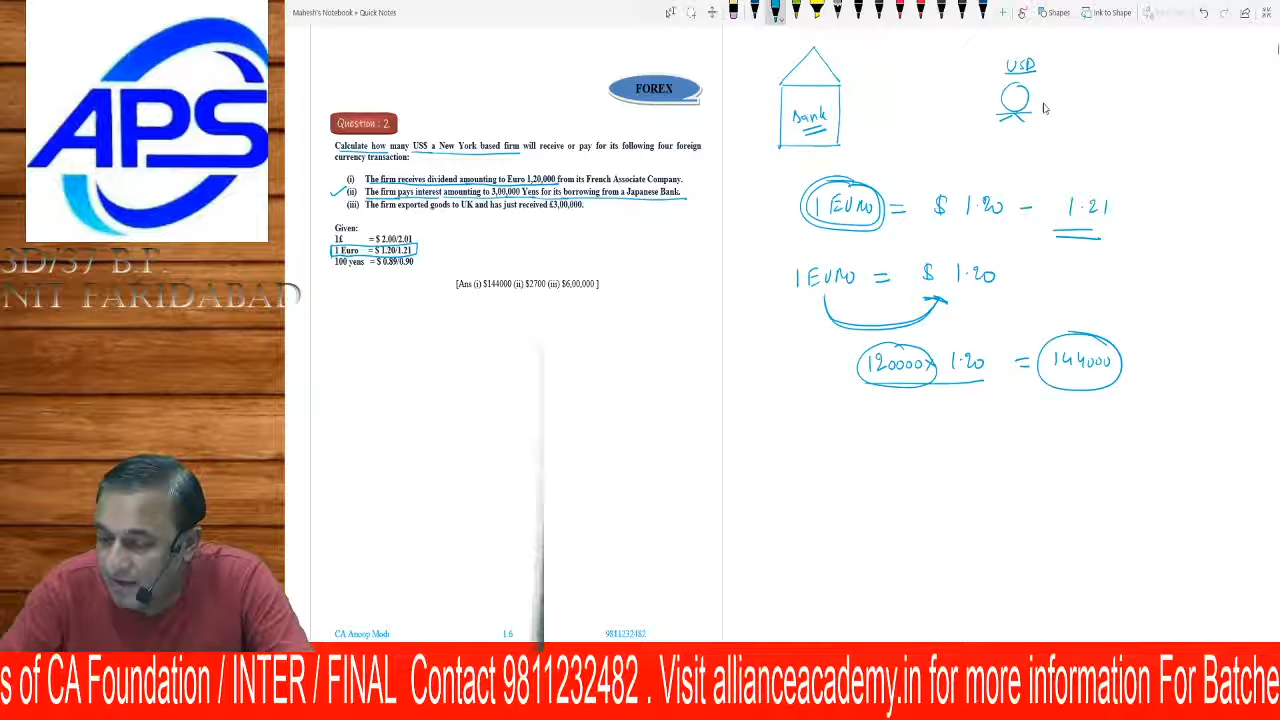 Mahesh's Notebook + Quick Notes
Shapes
Ink to Shape
APS
3D/37 B.P.
NIT FARIDABAD
FOREX
Question : 2
Calculate how many US$ a New York based firm will receive or pay for its following four foreign
currency transaction:
(i) The firm receives dividend amounting to Euro 1,20,000 from its French Associate Company.
(ii) The firm pays interest amounting to 3,00,000 Yens for its borrowing from a Japanese Bank.
(iii) The firm exported goods to UK and has just received £3,00,000.
Given:
1£ = $ 2.00/2.01
1 Euro = $ 1.20/1.21
100 yens = $ 0.89/0.90
[Ans (i) $144000 (ii) $2700 (iii) $6,00,000 ]
CA Anoop Modi 1.6 9811232482
Bank
USD
1 EURO = $ 1.20 - 1.21
1 EURO = $ 1.20
120000 x 1.20 = 144000
s of CA Foundation / INTER / FINAL Contact 9811232482 . Visit allianceacademy.in for more information For Batche